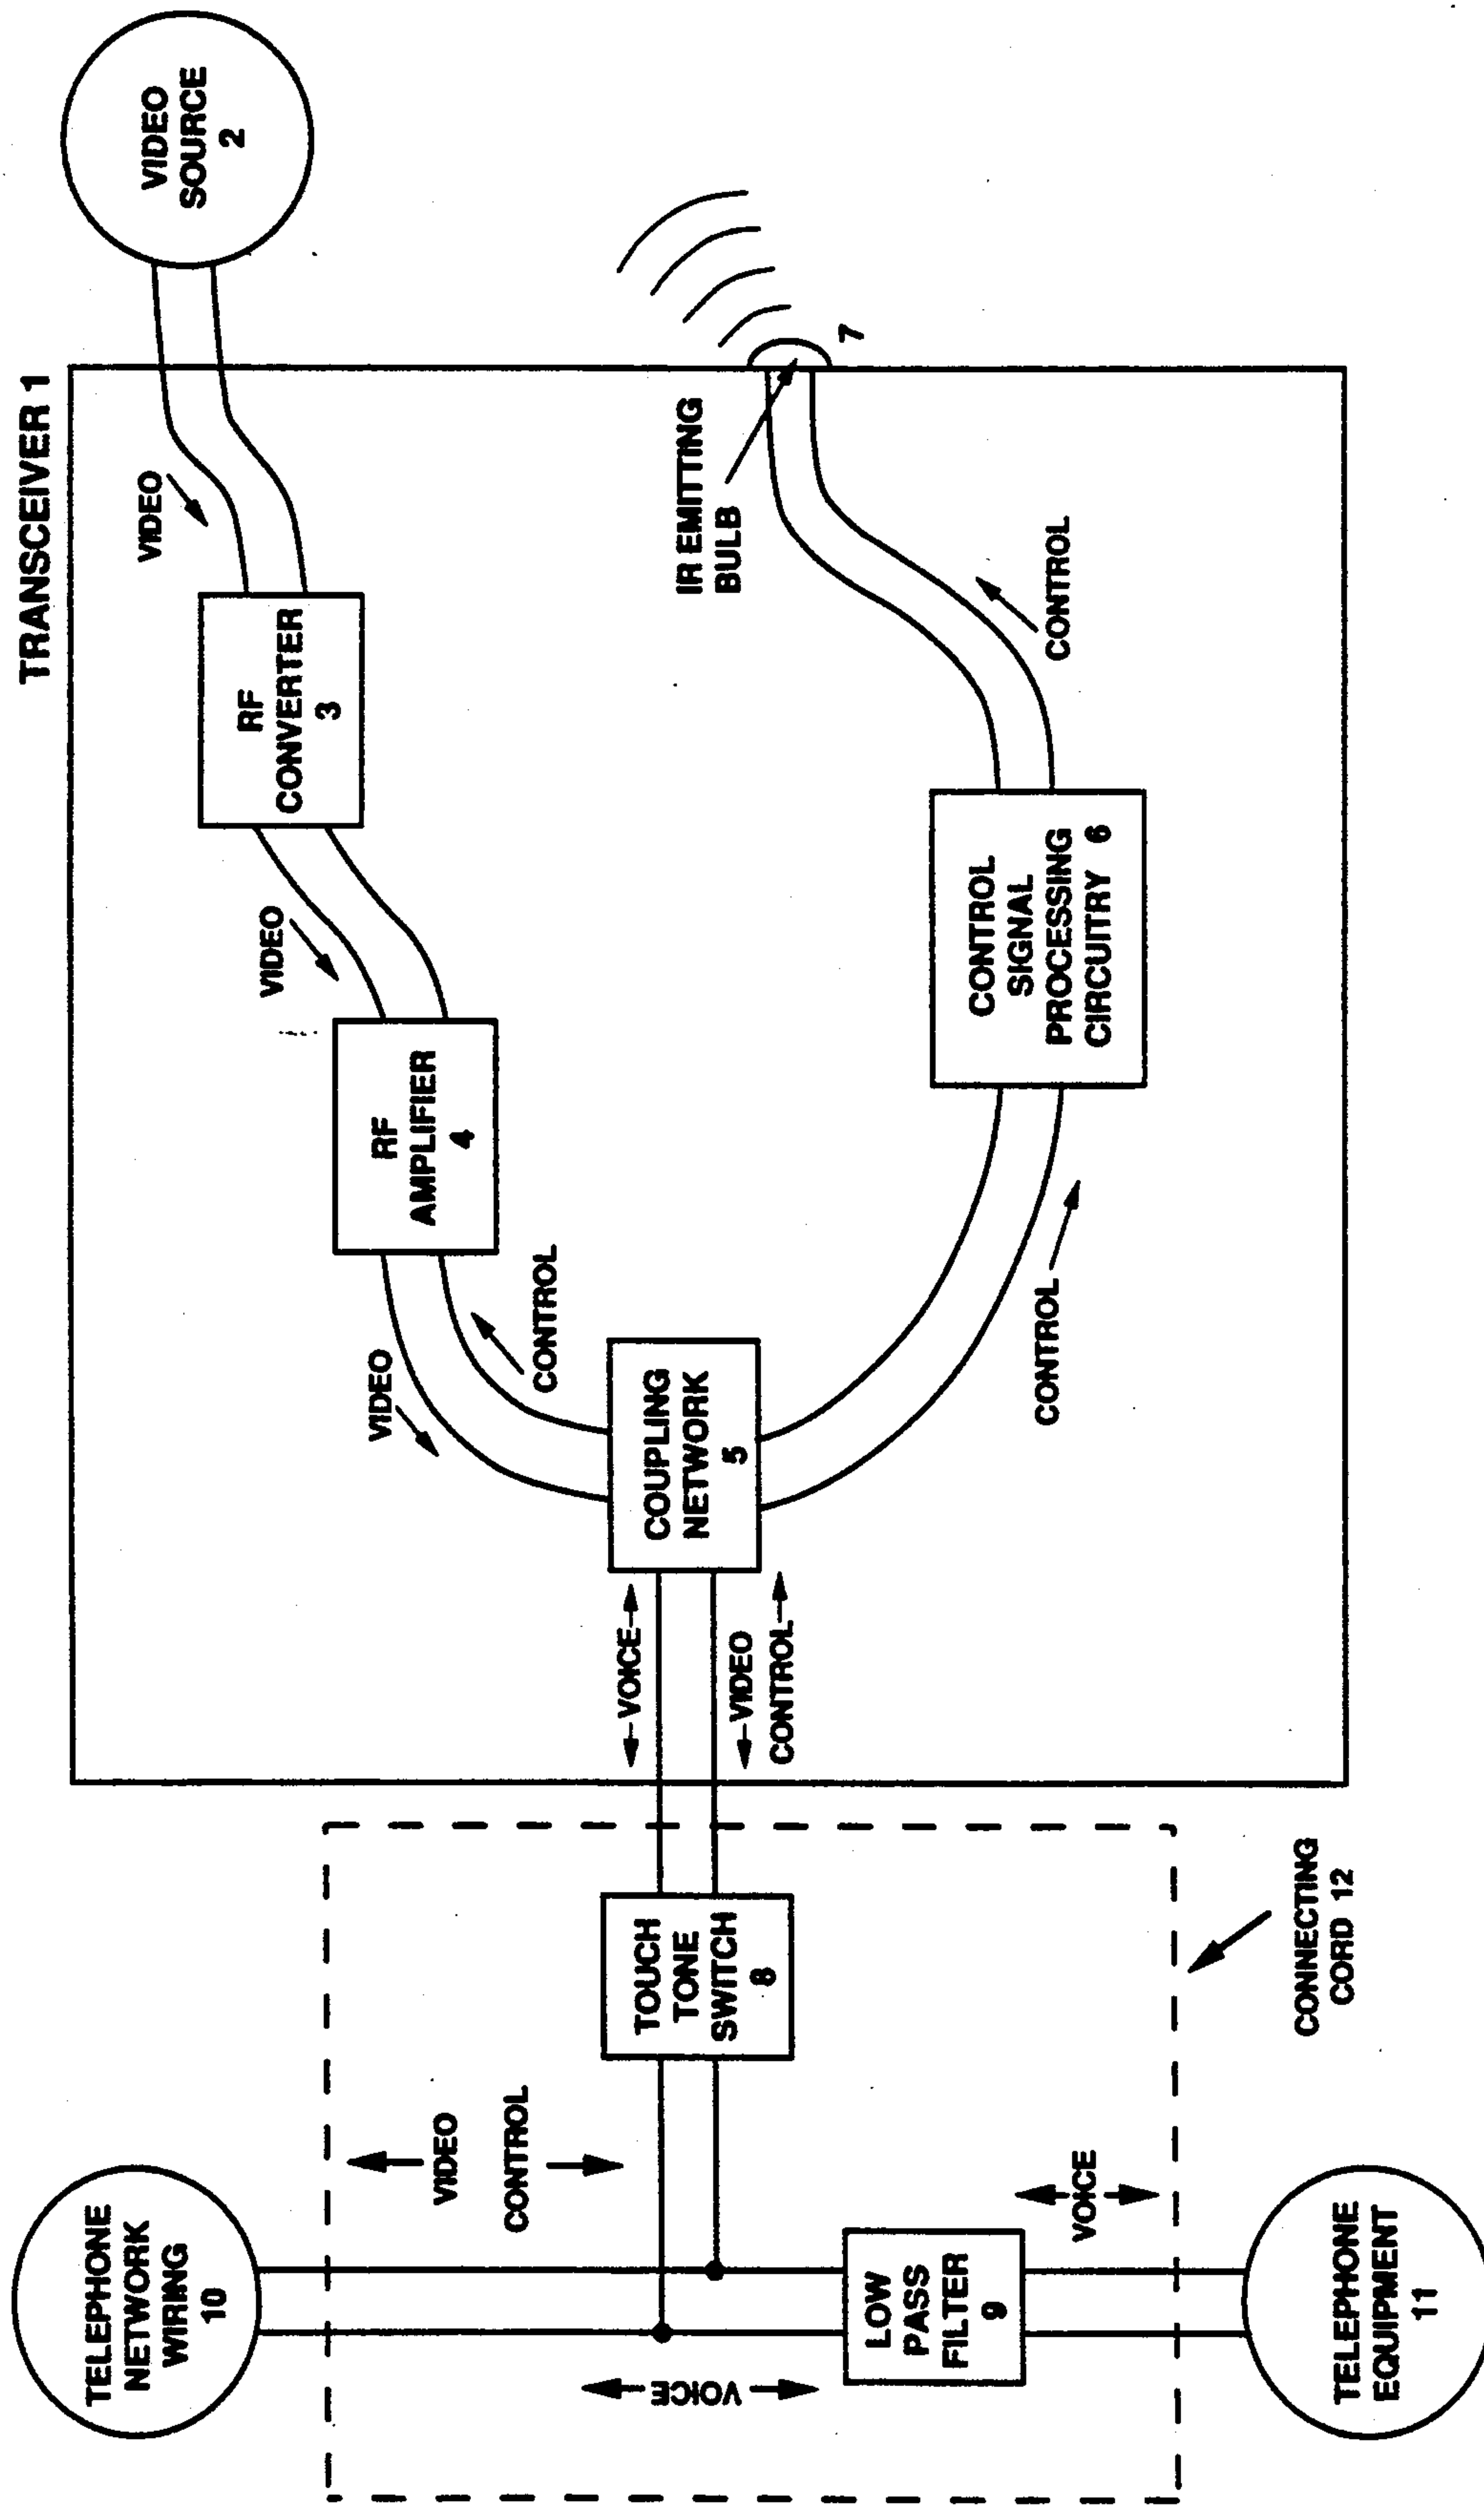 TRANSCEIVER 1
VIDEO
SOURCE
2
VIDEO
RF
CONVERTER
3
VIDEO
RF
AMPLIFIER
4
VIDEO
CONTROL
IR EMITTING
BULB
7
CONTROL
CONTROL
SIGNAL
PROCESSING
CIRCUITRY 6
CONTROL
COUPLING
NETWORK
5
VOICE
VIDEO
CONTROL
TOUCH
TONE
SWITCH
8
TELEPHONE
NETWORK
WIRING
10
VIDEO
CONTROL
VOICE
LOW
PASS
FILTER
9
VOICE
TELEPHONE
EQUIPMENT
11
CONNECTING
CORD 12